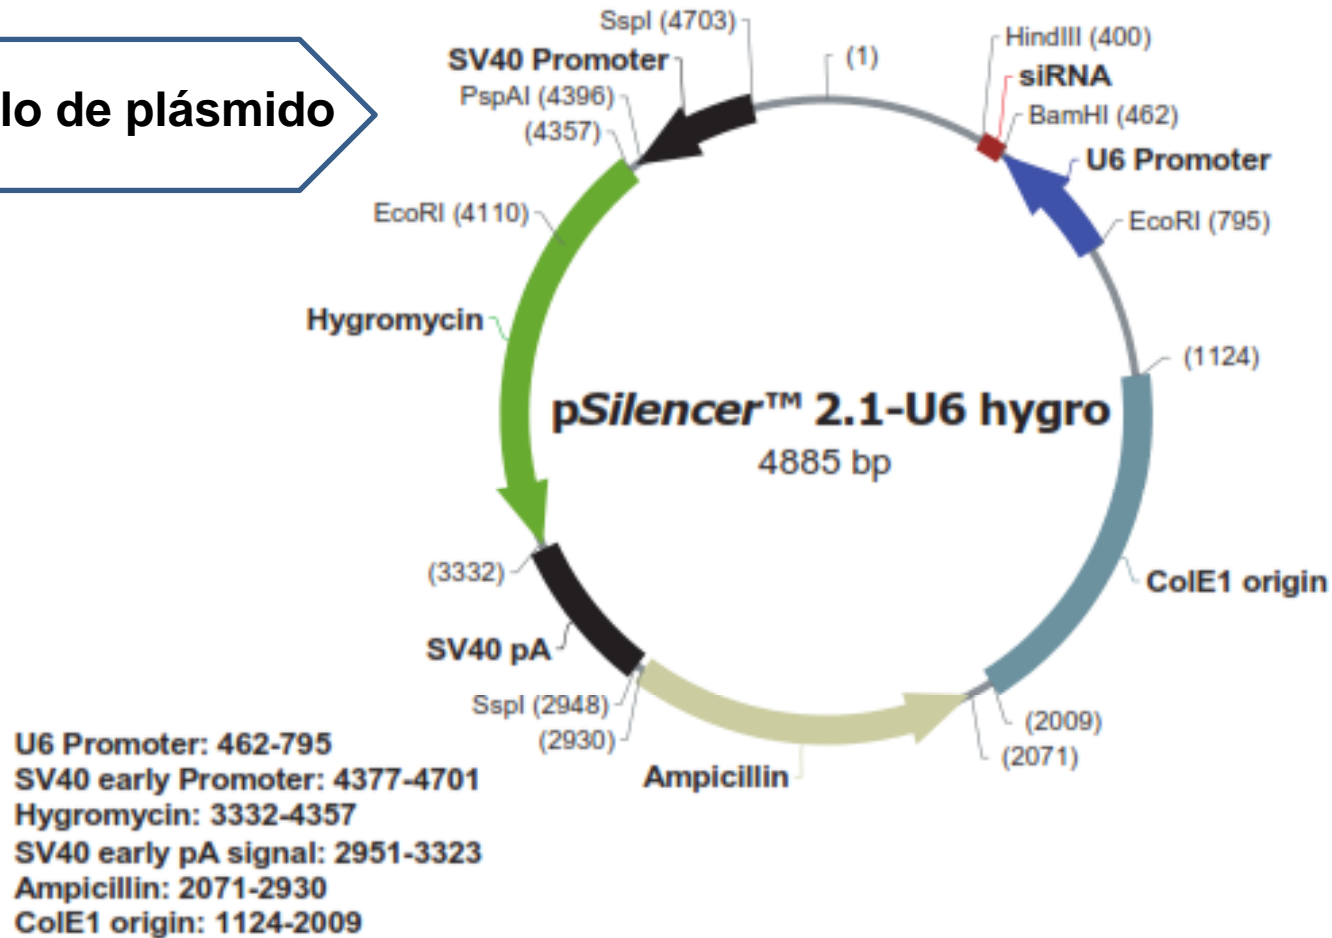 lo de plásmido
SspI (4703)
SV40 Promoter
PspAI (4396)
(4357)
EcoRI (4110)
Hygromycin
(3332)
SV40 pA
SspI (2948)
(2930)
Ampicillin
(1)
HindIII (400)
siRNA
BamHI (462)
U6 Promoter
EcoRI (795)
(1124)
ColE1 origin
(2009)
(2071)
pSilencer™ 2.1-U6 hygro
4885 bp
U6 Promoter: 462-795
SV40 early Promoter: 4377-4701
Hygromycin: 3332-4357
SV40 early pA signal: 2951-3323
Ampicillin: 2071-2930
ColE1 origin: 1124-2009